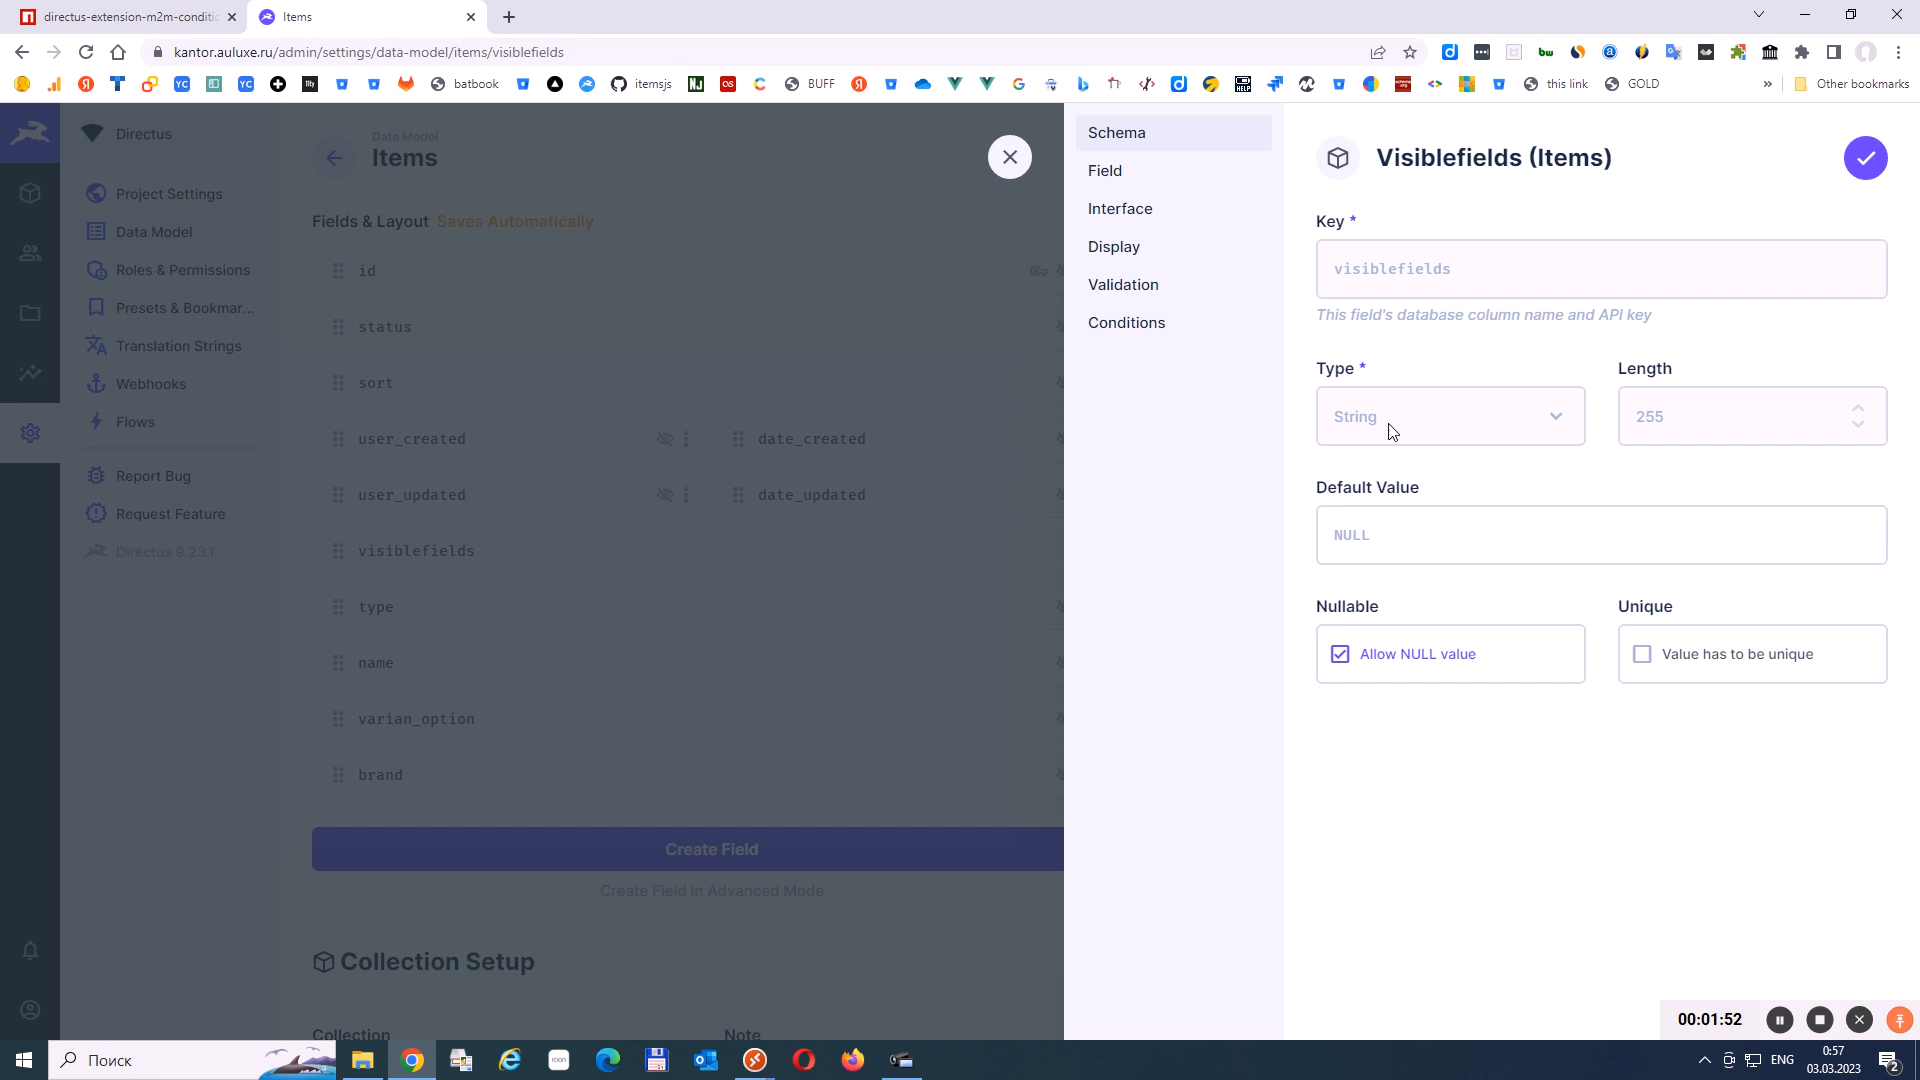 directus-extension-m2m-conditio
Items
kantor.auluxe.ru/admin/settings/data-model/items/visiblefields
batbook
itemsjs
BUFF
this link
GOLD
»
Other bookmarks
Directus
Project Settings
Data Model
Roles & Permissions
Presets & Bookmar...
Translation Strings
Webhooks
Flows
Report Bug
Request Feature
Directus 9.23.1
Data Model
Items
Fields & Layout Saves Automatically
id
status
sort
user_created
date_created
user_updated
date_updated
visiblefields
type
name
varian_option
brand
Create Field
Create Field in Advanced Mode
Collection Setup
Collection
Note
Schema
Field
Interface
Display
Validation
Conditions
Visiblefields (Items)
Key *
visiblefields
This field's database column name and API key
Type *
Length
String
255
Default Value
NULL
Nullable
Unique
Allow NULL value
Value has to be unique
00:01:52
Поиск
ENG
0:57
03.03.2023
2